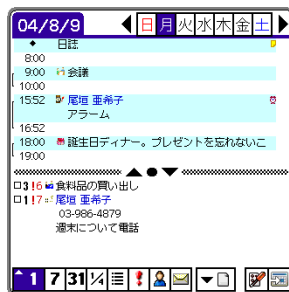 04/8/9 日月火水木金土
日誌
8:00
9:00 会議
10:00
15:52 尾垣 亜希子
アラーム
16:52
18:00 誕生日ディナー。プレゼントを忘れないこ
19:00
3 !6 食料品の買い出し
1 !7 尾垣 亜希子
03-986-4879
週末について電話
1 7 31 1/4